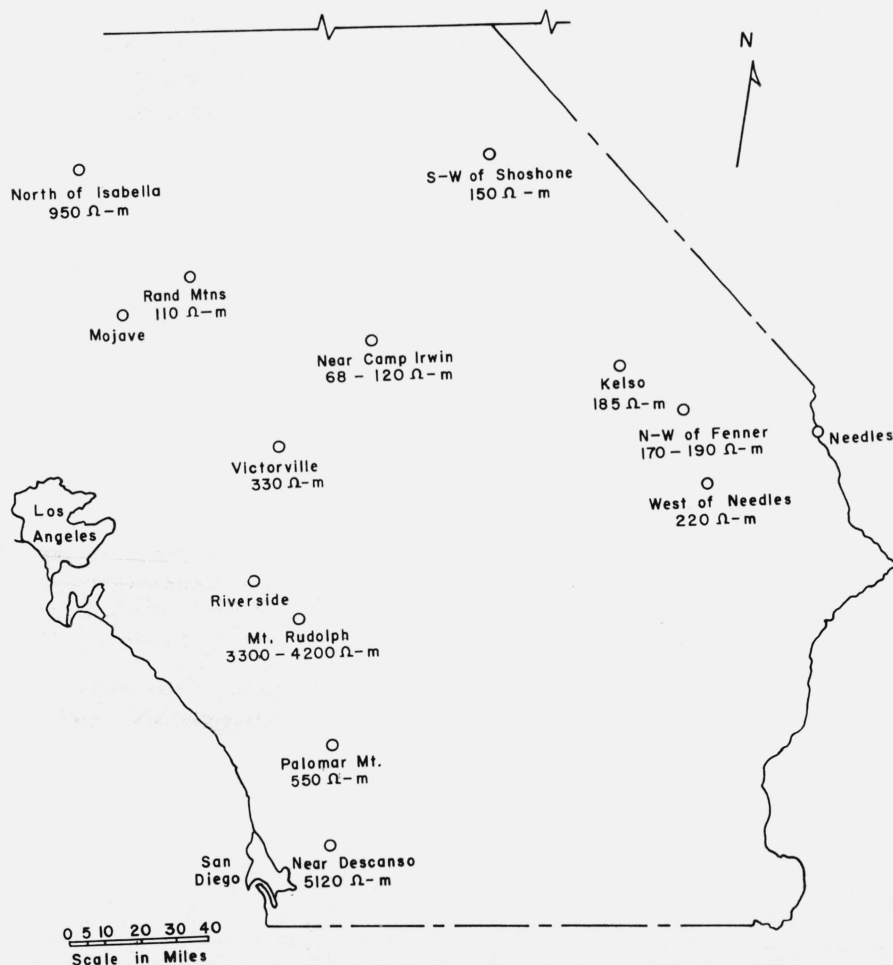 N
S-W of Shoshone
150 Ω-m
North of Isabella
950 Ω-m
Rand Mtns
110 Ω-m
Mojave
Near Camp Irwin
68 - 120 Ω-m
Kelso
185 Ω-m
N-W of Fenner
170 - 190 Ω-m
Needles
Victorville
330 Ω-m
West of Needles
220 Ω-m
Los
Angeles
Riverside
Mt. Rudolph
3300 - 4200 Ω-m
Palomar Mt.
550 Ω-m
San
Diego
Near Descanso
5120 Ω-m
0 5 10 20 30 40
Scale in Miles